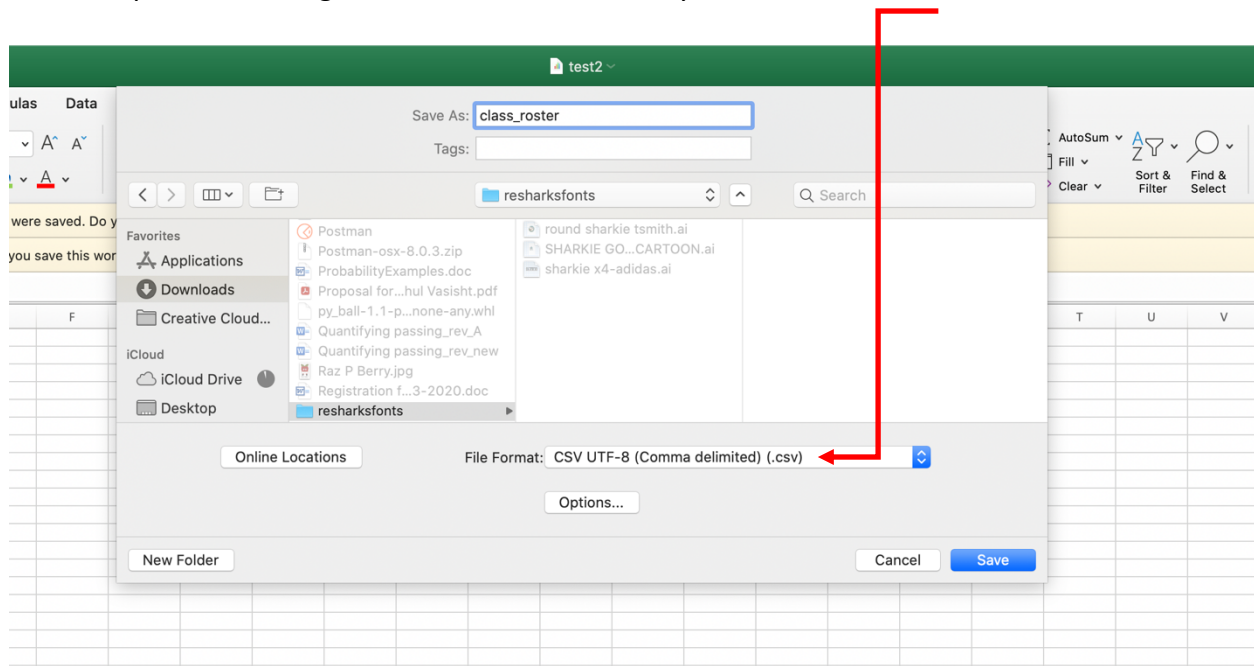 test2
ulas Data
Save As: class_roster
Tags:
A^ A˅
A
AutoSum
Fill
Clear
Sort & Filter
Find & Select
resharksfonts
Search
were saved. Do y
you save this wor
Favorites
Applications
Downloads
Creative Cloud...
iCloud
iCloud Drive
Desktop
Postman
Postman-osx-8.0.3.zip
ProbabilityExamples.doc
Proposal for...hul Vasisht.pdf
py_ball-1.1-p...none-any.whl
Quantifying passing_rev_A
Quantifying passing_rev_new
Raz P Berry.jpg
Registration f...3-2020.doc
resharksfonts
round sharkie tsmith.ai
SHARKIE GO...CARTOON.ai
sharkie x4-adidas.ai
F
T U V
Online Locations
File Format: CSV UTF-8 (Comma delimited) (.csv)
Options...
New Folder
Cancel
Save